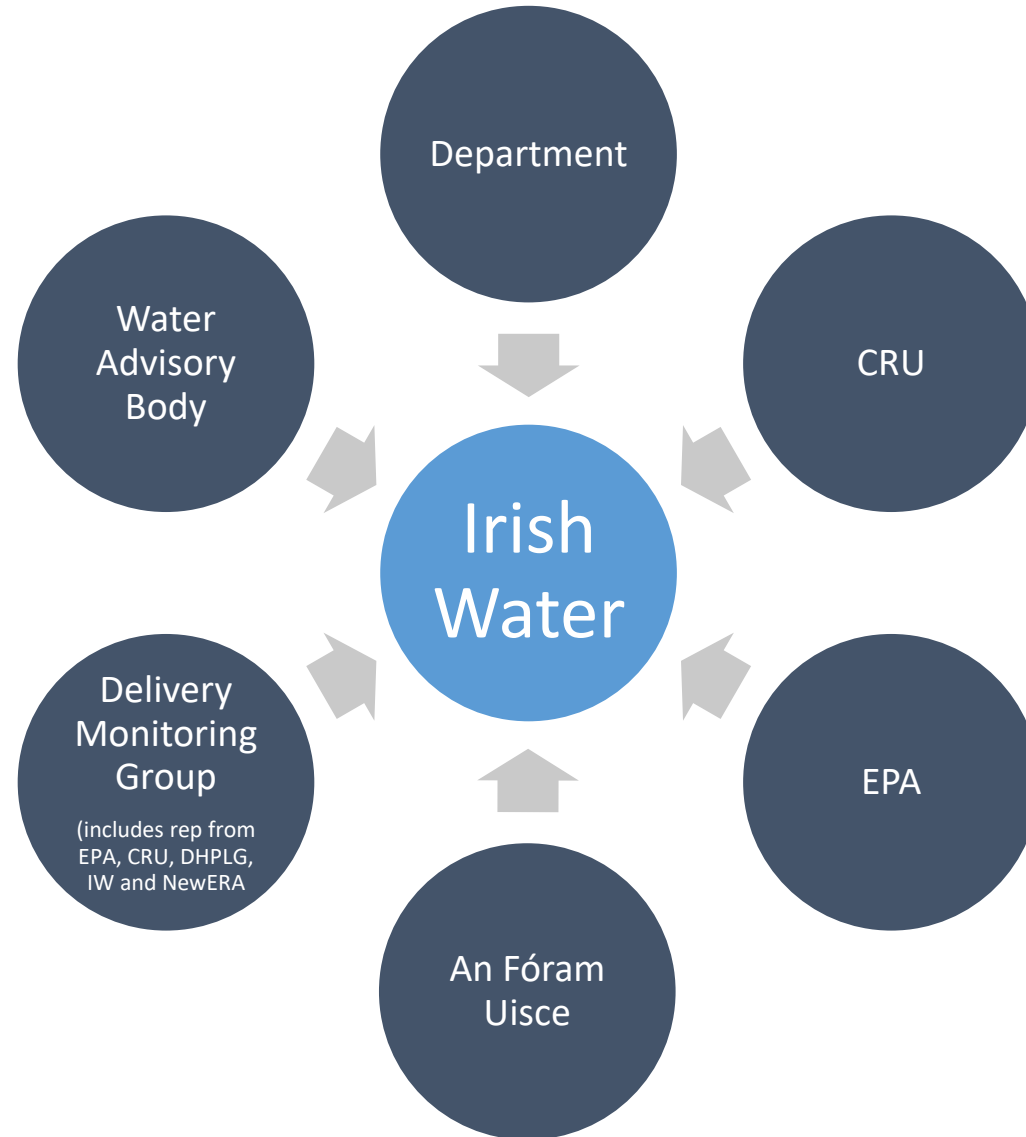 Department
Water
Advisory
Body
CRU
Irish
Water
Delivery
Monitoring
Group
(includes rep from
EPA, CRU, DHPLG,
IW and NewERA
EPA
An Fóram
Uisce